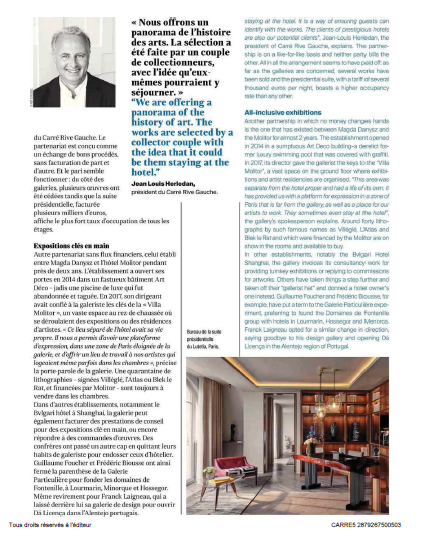 « Nous offrons un
panorama de l'histoire
des arts. La sélection a
été faite par un couple
de collectionneurs,
avec l'idée qu'eux-
mêmes pourraient y
séjourner. »
"We are offering a
panorama of the
history of art. The
works are selected by a
collector couple with
the idea that it could
be them staying at the
hotel."
Jean Louis Herledan,
président du Carré Rive Gauche.
du Carré Rive Gauche. Le
partenariat est conçu comme
un échange de bons procédés,
sans facturation de part et
d'autre. Et le pari semble
fonctionner : du côté des
galeries, plusieurs œuvres ont
été cédées tandis que la suite
présidentielle, facturée
plusieurs milliers d'euros,
affiche le plus fort taux d'occupation de tous les
étages.
Expositions clés en main
Autre partenariat sans flux financiers, celui établi
entre Magda Danysz et l'hôtel Molitor pendant
près de deux ans. L'établissement a ouvert ses
portes en 2014 dans un fastueux bâtiment Art
Déco – jadis une piscine de luxe qui fut
abandonnée et taguée. En 2017, son dirigeant
avait confié à la galeriste les clés de la « Villa
Molitor », un vaste espace au rez de chaussée où
se déroulaient des expositions ou des résidences
d'artistes. « Ce lieu séparé de l'hôtel avait sa vie
propre. Il nous a permis d'avoir une plateforme
d'expression, dans une zone de Paris éloignée de la
galerie, et d'offrir un lieu de travail à nos artistes qui
logeaient même parfois dans les chambres », précise
la porte-parole de la galerie. Une quarantaine de
lithographies – signées Villéglé, l'Atlas ou Blek le
Rat, et financées par Molitor – sont toujours à
vendre dans les chambres.
Dans d'autres établissements, notamment le
Bvlgari hôtel à Shanghai, la galerie peut
également facturer des prestations de conseil
pour des expositions clé en main, ou encore
répondre à des commandes d'œuvres. Des
confrères ont passé un autre cap en quittant leurs
habits de galeriste pour endosser ceux d'hôtelier.
Guillaume Foucher et Frédéric Biousse ont ainsi
fermé la parenthèse de la Galerie
Particulière pour fonder les domaines de
Fontenille, à Lourmarin, Minorque et Hossegor.
Même revirement pour Franck Laigneau, qui a
laissé derrière lui sa galerie de design pour ouvrir
Dá Licença dans l'Alentejo portugais.
staying at the hotel. It is a way of ensuring guests can
identify with the works. The clients of prestigious hotels
are also our potential clients", Jean-Louis Herledan, the
president of Carré Rive Gauche, explains. This partner-
ship is on a like-for-like basis and neither party bills the
other. All in all the arrangement seems to have paid off: as
far as the galleries are concerned, several works have
been sold and the presidential suite, with a tariff of several
thousand euros per night, boasts a higher occupancy
rate than any other.
All-inclusive exhibitions
Another partnership in which no money changes hands
is the one that has existed between Magda Danysz and
the Molitor for almost 2 years. The establishment opened
in 2014 in a sumptuous Art Deco building–a derelict for-
mer luxury swimming pool that was covered with graffiti.
In 2017, its director gave the gallerist the keys to the "Villa
Molitor", a vast space on the ground floor where exhibi-
tions and artist residencies are organised. "This area was
separate from the hotel proper and had a life of its own. It
has provided us with a platform for expression in a zone of
Paris that is far from the gallery, as well as a place for our
artists to work. They sometimes even stay at the hotel",
the gallery's spokesperson explains. Around forty litho-
graphs by such famous names as Villéglé, L'Atlas and
Blek le Rat and which were financed by the Molitor are on
show in the rooms and available to buy.
In other establishments, notably the Bvlgari Hotel
Shanghai, the gallery invoices its consultancy work for
providing turnkey exhibitions or replying to commissions
for artworks. Others have taken things a step further and
taken off their "gallerist hat" and donned a hotel owner's
one instead. Guillaume Foucher and Frédéric Biousse, for
example, have put a term to the Galerie Particulière expe-
rience, preferring to found the Domaines de Fontenille
group with hotels in Lourmarin, Hossegor and Menorca.
Franck Laigneau opted for a similar change in direction,
saying goodbye to his design gallery and opening Dá
Licença in the Alentejo region of Portugal.
Bureau de la suite
présidentielle
du Lutetia, Paris.
Tous droits réservés à l'éditeur
CARRE5 2879267500503